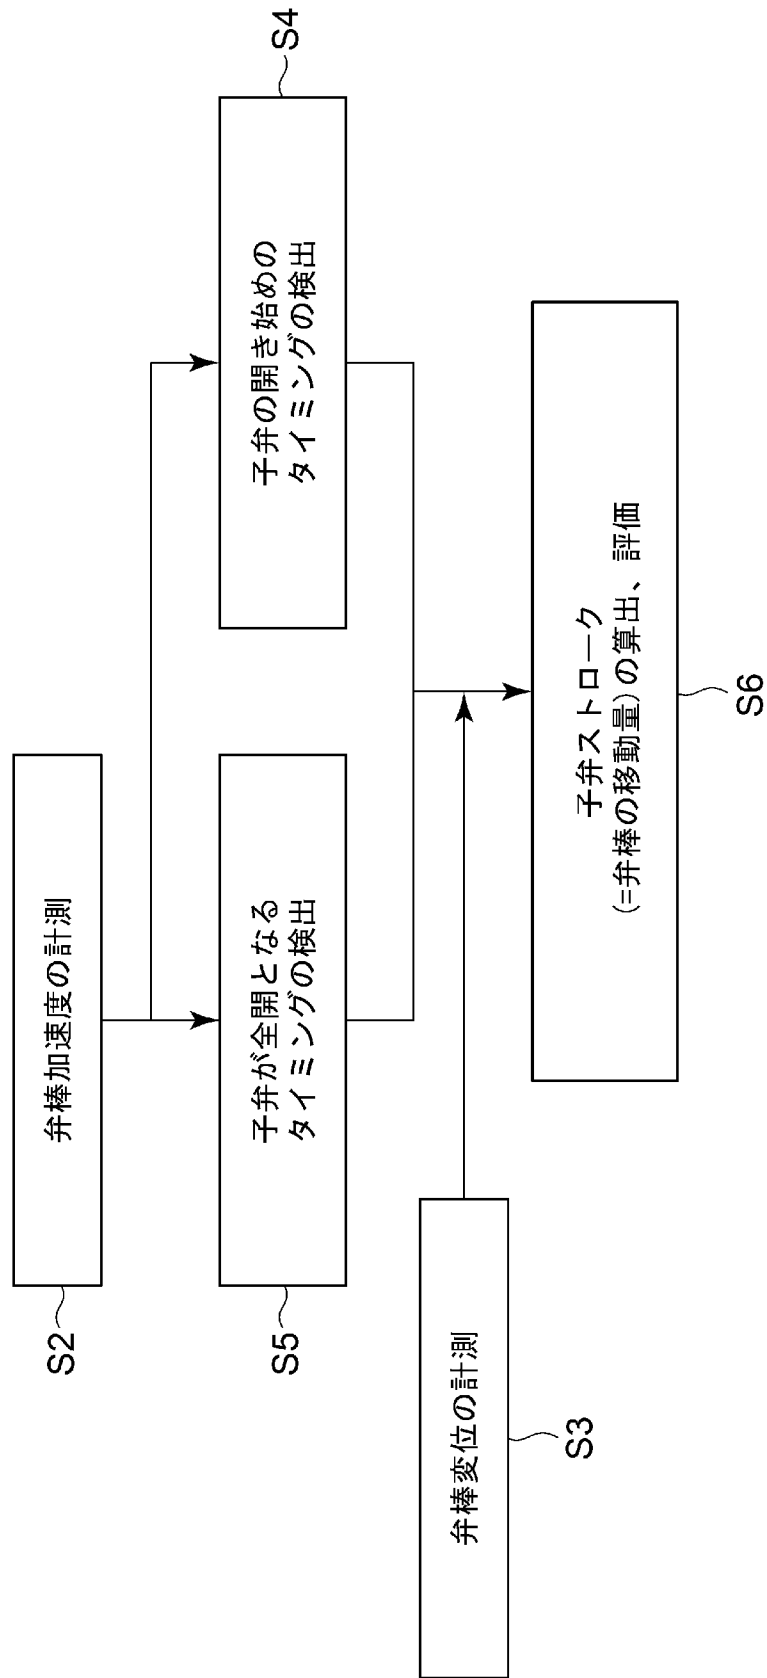 弁棒加速度の計測
S2
子弁が全開となる
タイミングの検出
S5
子弁の開き始めの
タイミングの検出
S4
弁棒変位の計測
S3
子弁ストローク
(=弁棒の移動量)の算出、評価
S6